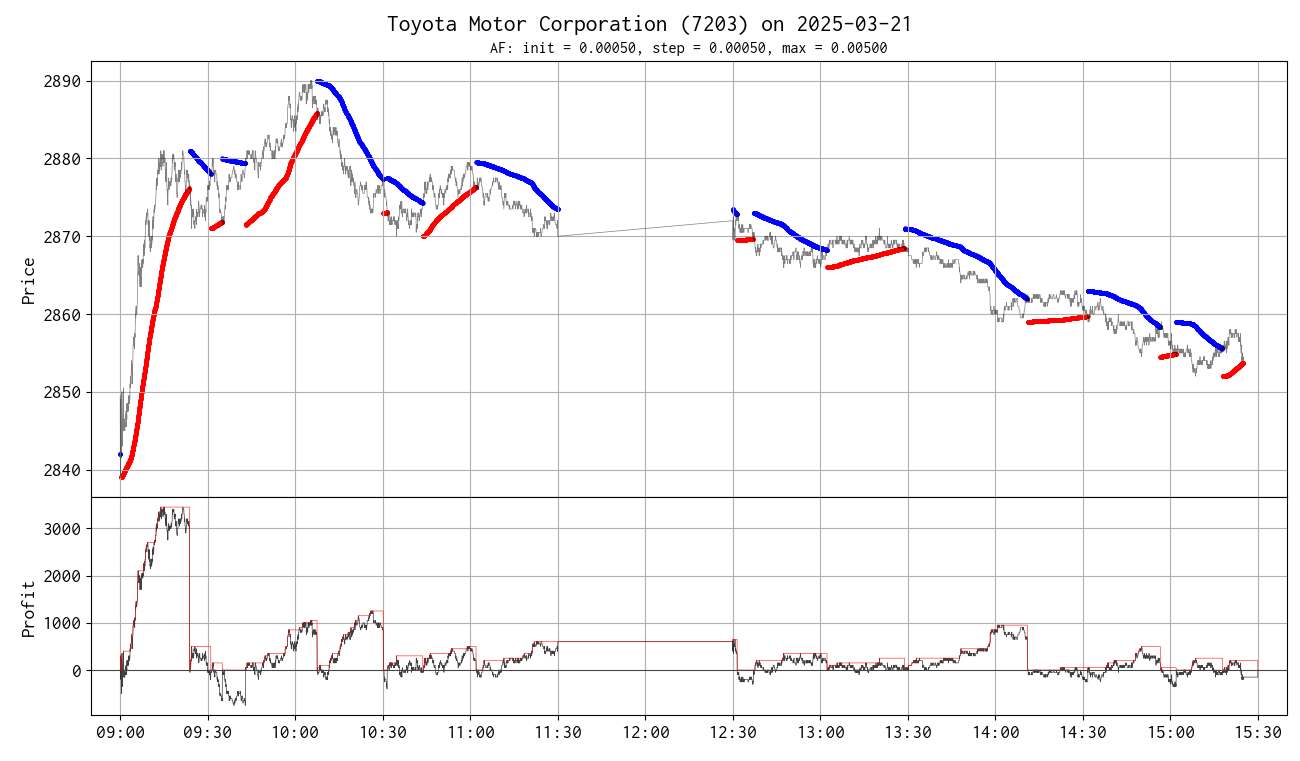 Toyota Motor Corporation (7203) on 2025-03-21
AF: init = 0.00050, step = 0.00050, max = 0.00500
Price
2890
2880
2870
2860
2850
2840
Profit
3000
2000
1000
0
09:00 09:30 10:00 10:30 11:00 11:30 12:00 12:30 13:00 13:30 14:00 14:30 15:00 15:30